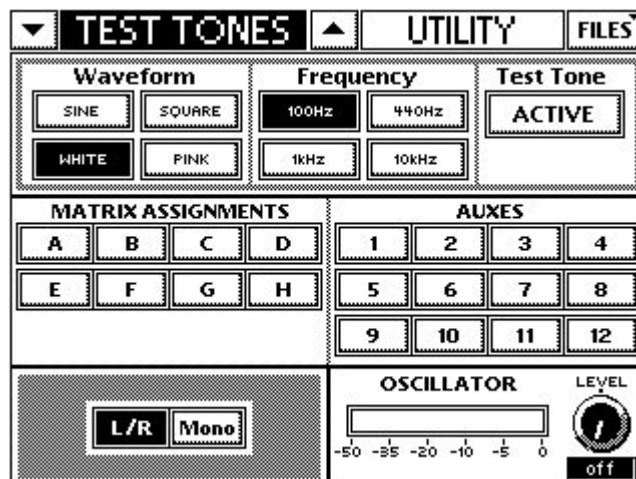 TEST TONES UTILITY FILES
Waveform Frequency Test Tone
SINE SQUARE 100Hz 440Hz ACTIVE
WHITE PINK 1kHz 10kHz
MATRIX ASSIGNMENTS AUXES
A B C D 1 2 3 4
E F G H 5 6 7 8
9 10 11 12
OSCILLATOR LEVEL
L/R Mono
-50 -35 -20 -10 -5 0
off